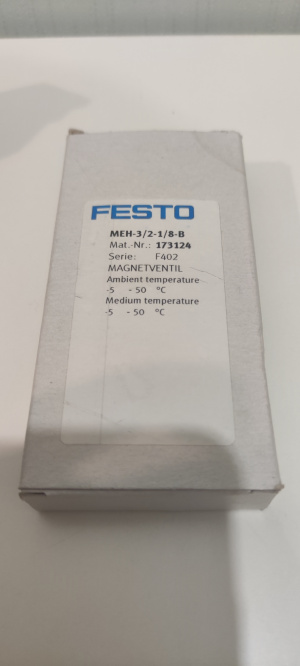 FESTO
MEH-3/2-1/8-B
Mat.-Nr.: 173124
Serie: F402
MAGNETVENTIL
Ambient temperature
-5 - 50 °C
Medium temperature
-5 - 50 °C